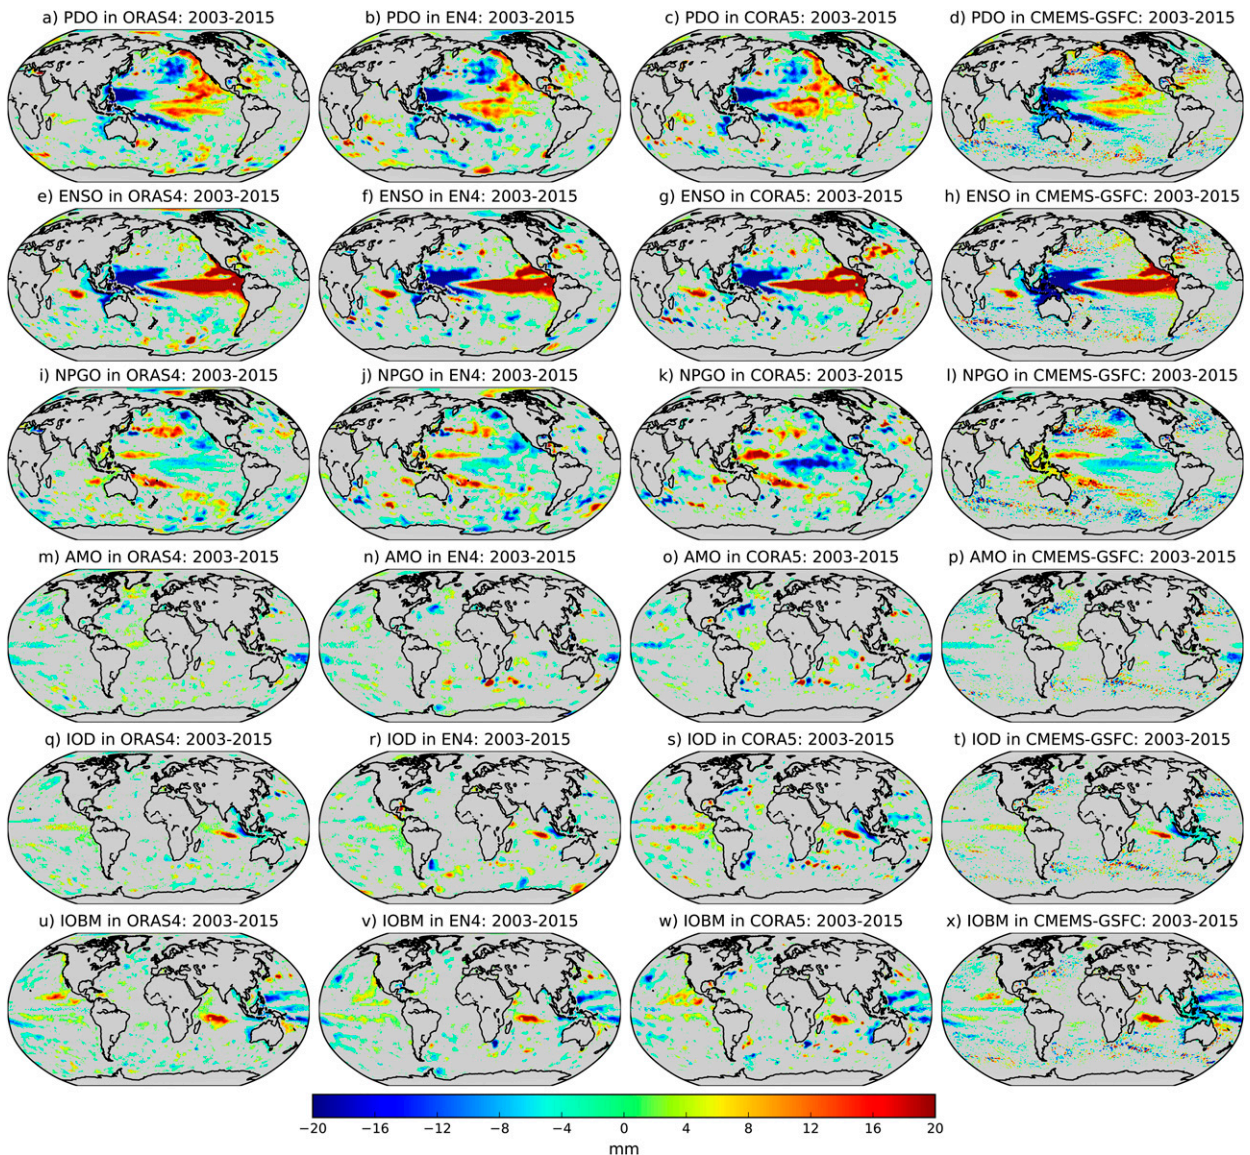 a) PDO in ORAS4: 2003-2015
b) PDO in EN4: 2003-2015
c) PDO in CORA5: 2003-2015
d) PDO in CMEMS-GSFC: 2003-2015
e) ENSO in ORAS4: 2003-2015
f) ENSO in EN4: 2003-2015
g) ENSO in CORA5: 2003-2015
h) ENSO in CMEMS-GSFC: 2003-2015
i) NPGO in ORAS4: 2003-2015
j) NPGO in EN4: 2003-2015
k) NPGO in CORA5: 2003-2015
l) NPGO in CMEMS-GSFC: 2003-2015
m) AMO in ORAS4: 2003-2015
n) AMO in EN4: 2003-2015
o) AMO in CORA5: 2003-2015
p) AMO in CMEMS-GSFC: 2003-2015
q) IOD in ORAS4: 2003-2015
r) IOD in EN4: 2003-2015
s) IOD in CORA5: 2003-2015
t) IOD in CMEMS-GSFC: 2003-2015
u) IOBM in ORAS4: 2003-2015
v) IOBM in EN4: 2003-2015
w) IOBM in CORA5: 2003-2015
x) IOBM in CMEMS-GSFC: 2003-2015
−20 −16 −12 −8 −4 0 4 8 12 16 20
mm